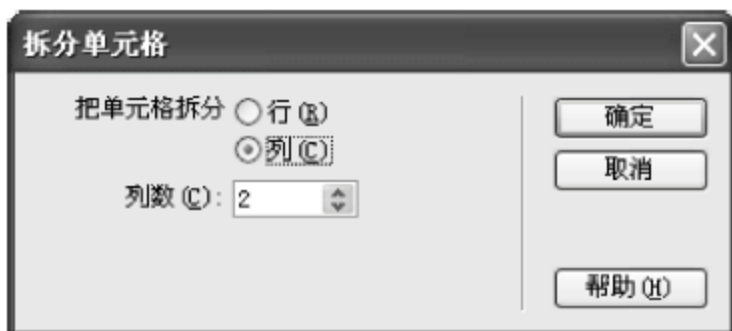 拆分单元格
把单元格拆分 行(R)
列(C)
列数(C): 2
确定
取消
帮助(H)